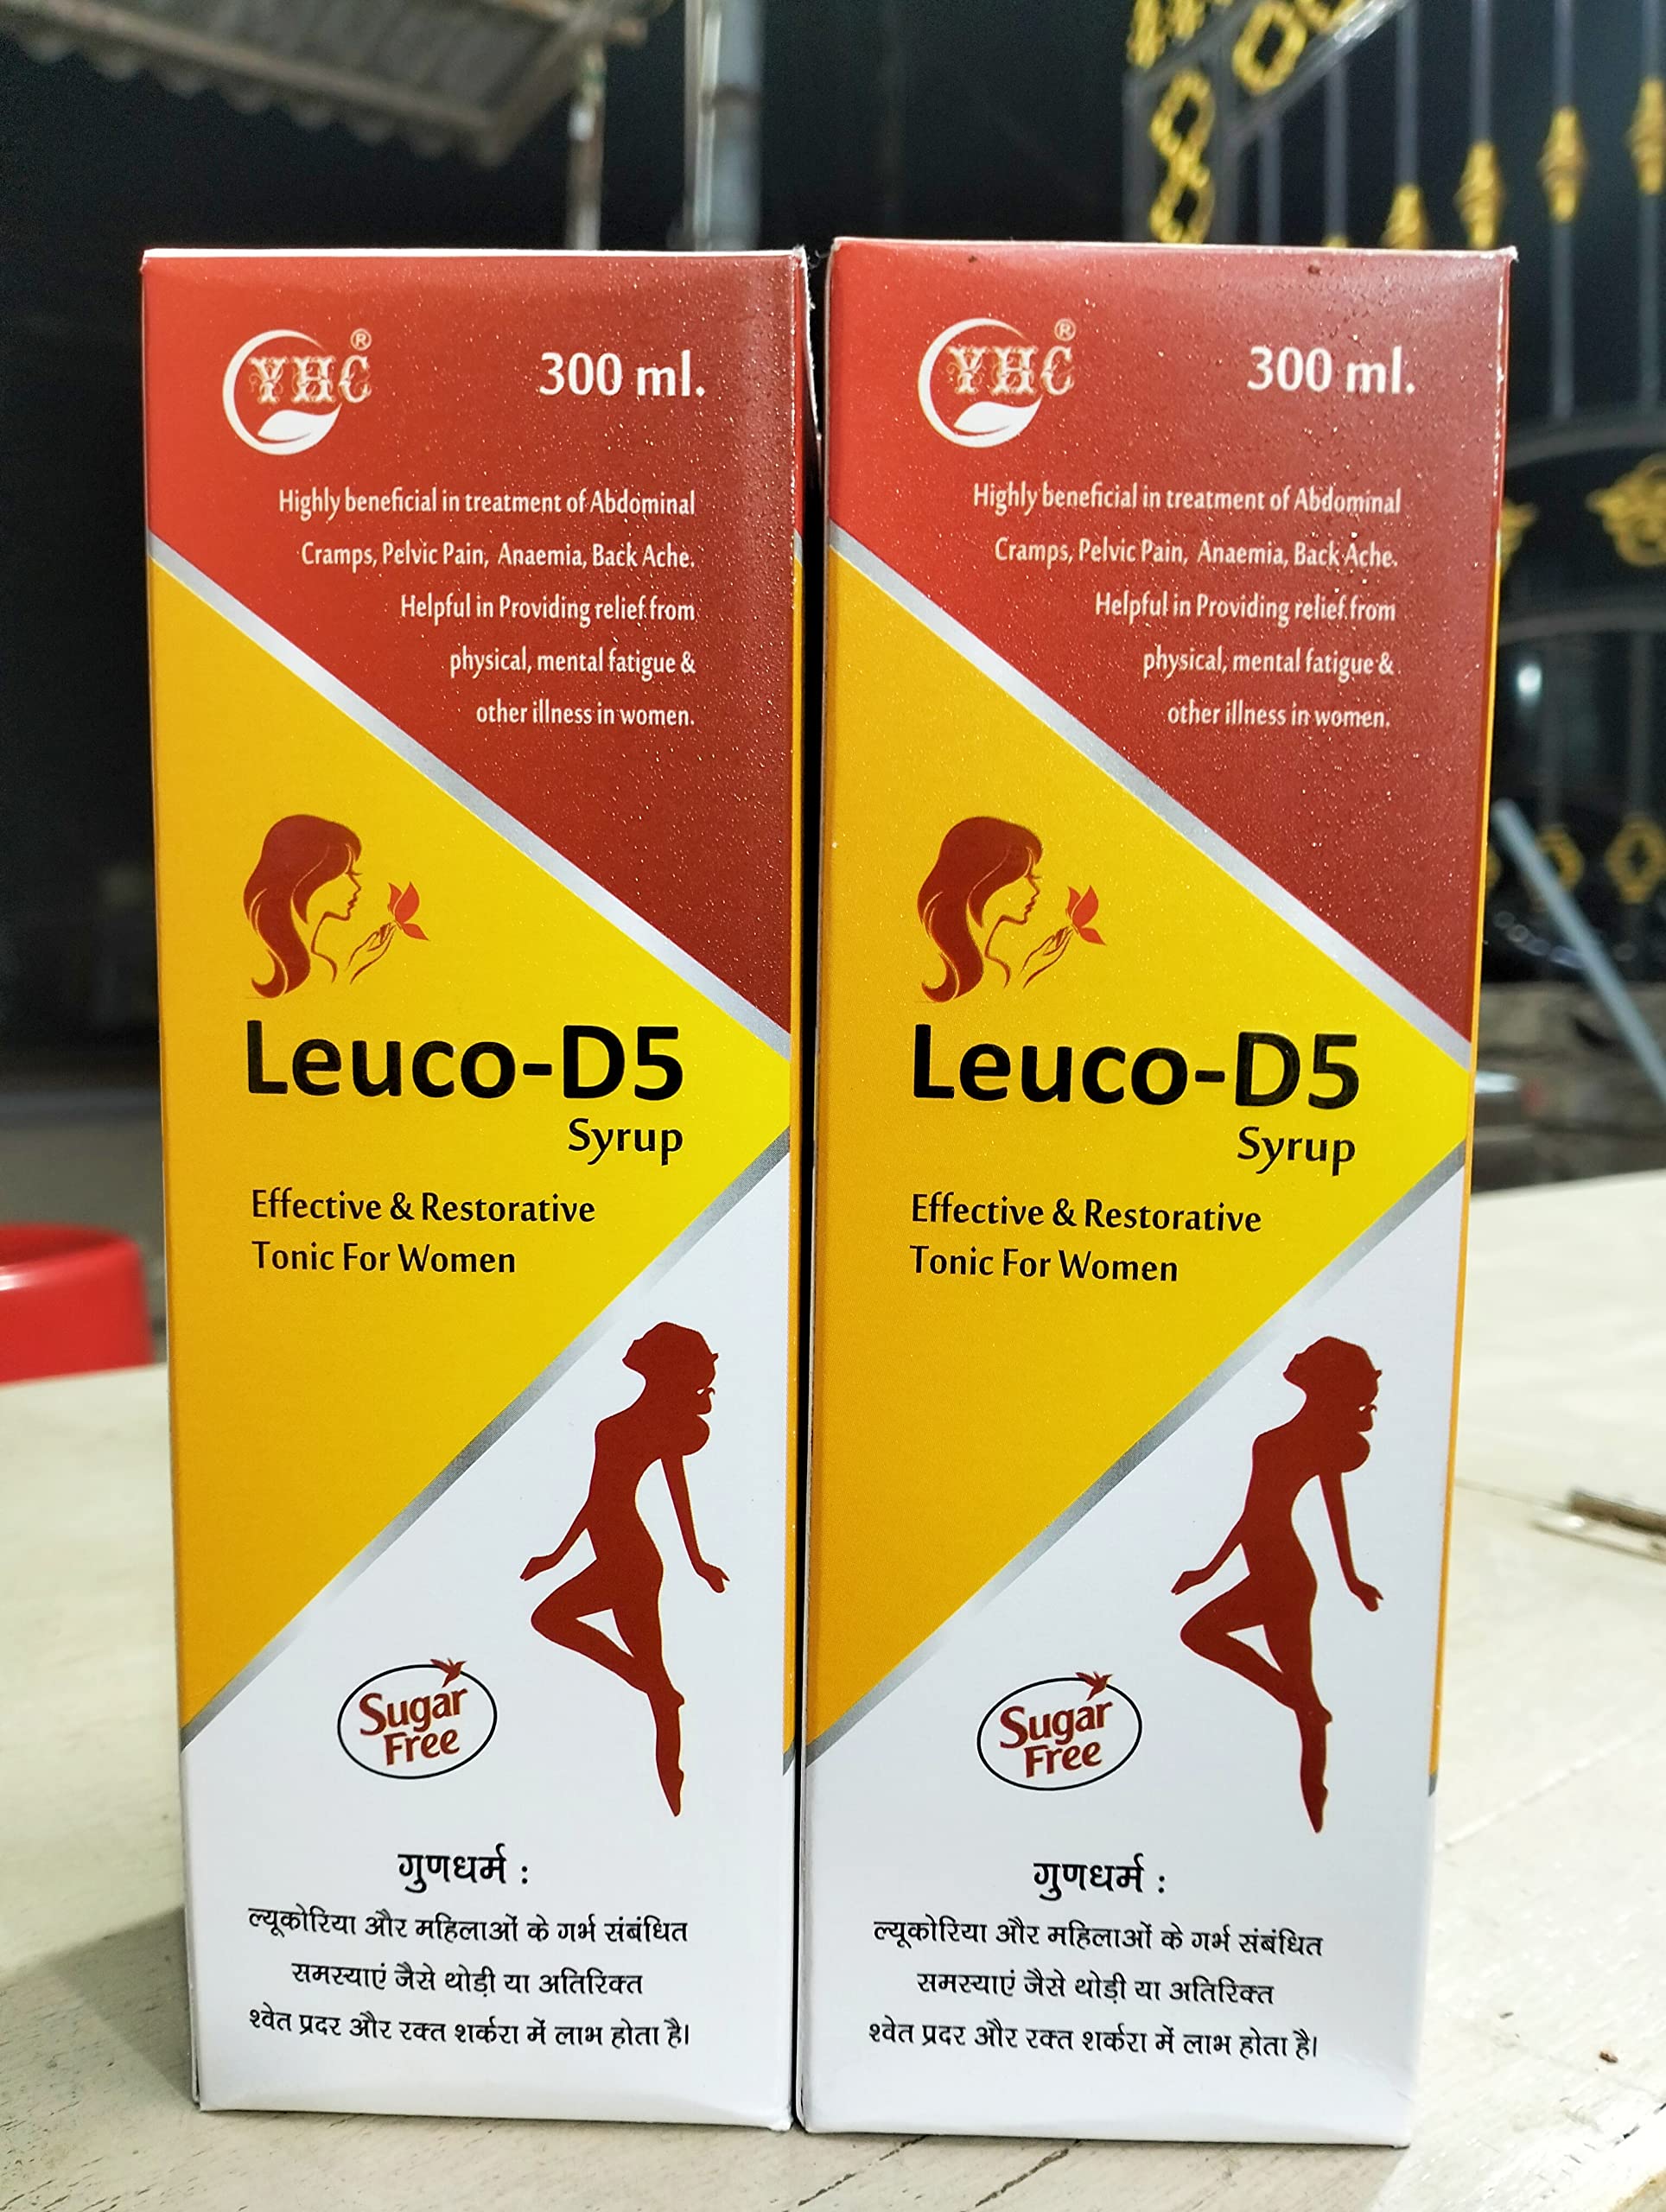 YHC®
300 ml.
Highly beneficial in treatment of Abdominal
Cramps, Pelvic Pain, Anaemia, Back Ache.
Helpful in Providing relief from
physical, mental fatigue &
other illness in women.
Leuco-D5
Syrup
Effective & Restorative
Tonic For Women
Sugar
Free
गुणधर्म :
ल्यूकोरिया और महिलाओं के गर्भ संबंधित
समस्याएं जैसे थोड़ी या अतिरिक्त
श्वेत प्रदर और रक्त शर्करा में लाभ होता है।
YHC®
300 ml.
Highly beneficial in treatment of Abdominal
Cramps, Pelvic Pain, Anaemia, Back Ache.
Helpful in Providing relief from
physical, mental fatigue &
other illness in women.
Leuco-D5
Syrup
Effective & Restorative
Tonic For Women
Sugar
Free
गुणधर्म :
ल्यूकोरिया और महिलाओं के गर्भ संबंधित
समस्याएं जैसे थोड़ी या अतिरिक्त
श्वेत प्रदर और रक्त शर्करा में लाभ होता है।